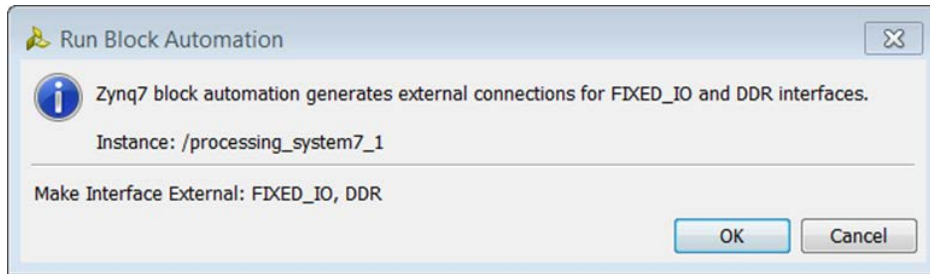 Run Block Automation
Zynq7 block automation generates external connections for FIXED_IO and DDR interfaces.
Instance: /processing_system7_1
Make Interface External: FIXED_IO, DDR
OK Cancel